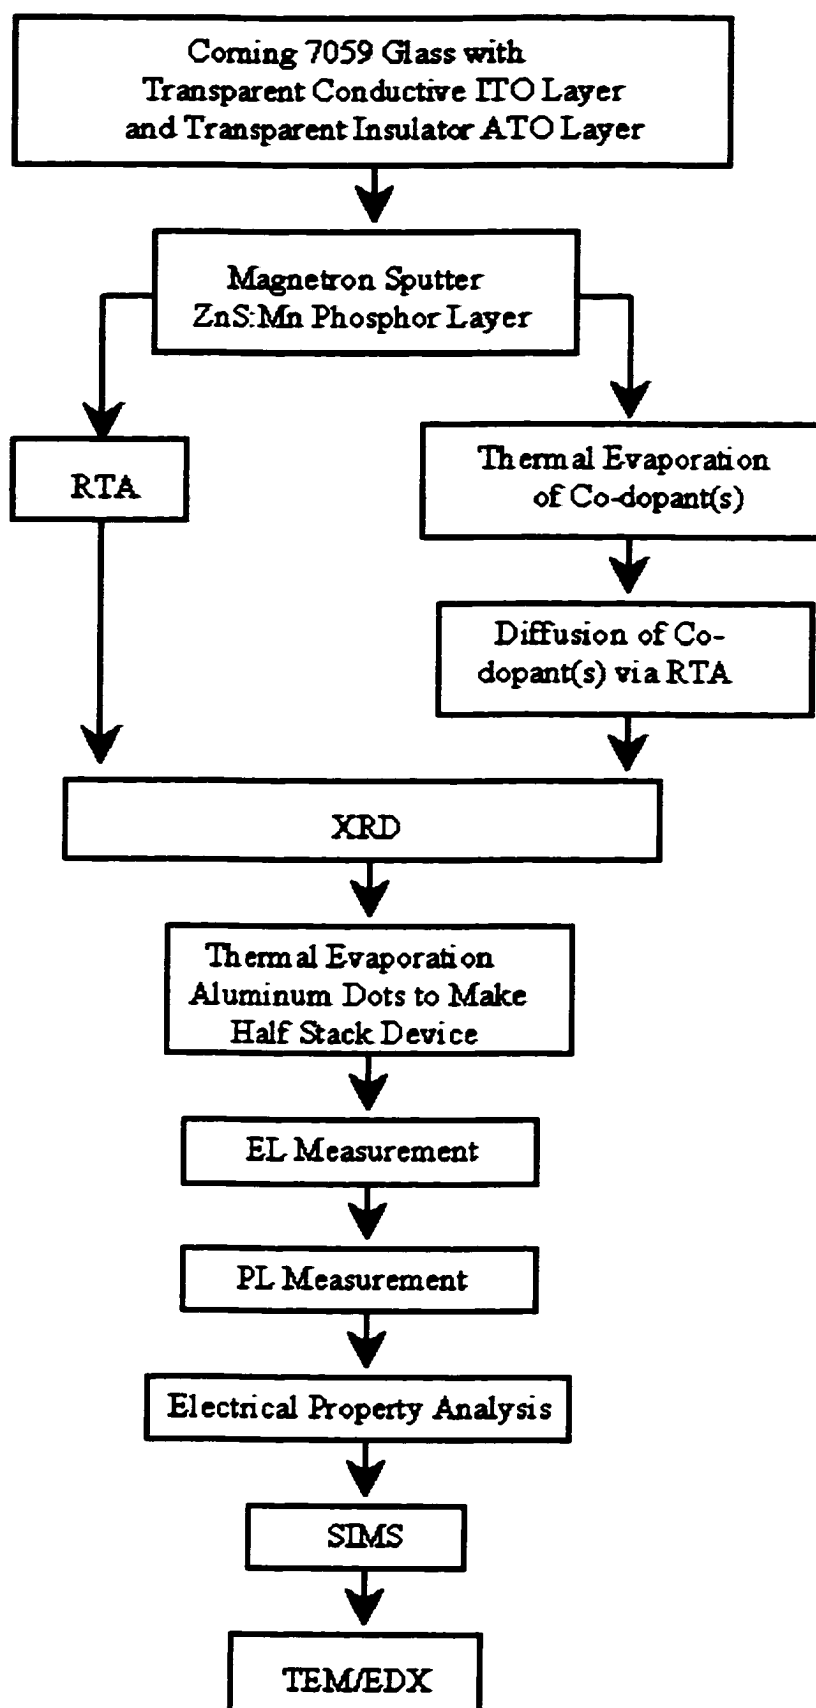 Corning 7059 Glass with
Transparent Conductive ITO Layer
and Transparent Insulator ATO Layer
Magnetron Sputter
ZnS:Mn Phosphor Layer
RTA
Thermal Evaporation
of Co-dopant(s)
Diffusion of Co-
dopant(s) via RTA
XRD
Thermal Evaporation
Aluminum Dots to Make
Half Stack Device
EL Measurement
PL Measurement
Electrical Property Analysis
SIMS
TEM/EDX